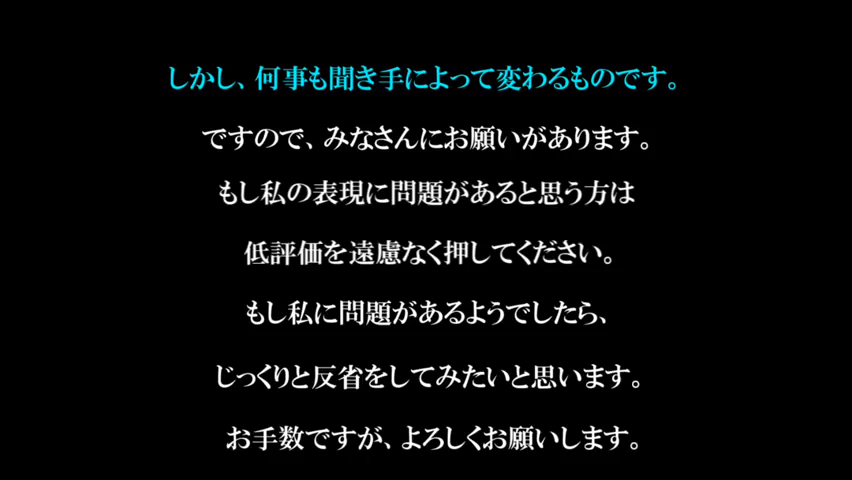 しかし、何事も聞き手によって変わるものです。
ですので、みなさんにお願いがあります。
もし私の表現に問題があると思う方は
低評価を遠慮なく押してください。
もし私に問題があるようでしたら、
じっくりと反省をしてみたいと思います。
お手数ですが、よろしくお願いします。